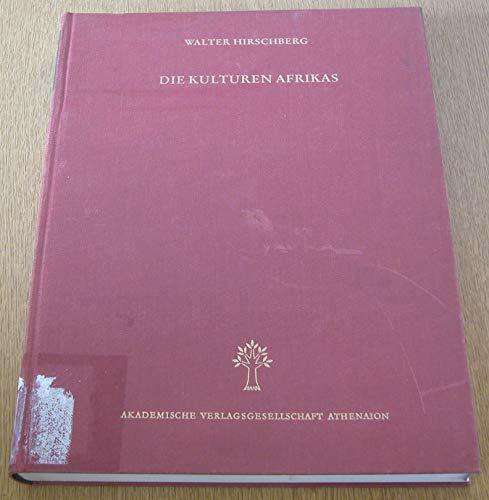 WALTER HIRSCHBERG
DIE KULTUREN AFRIKAS
AKADEMISCHE VERLAGSGESELLSCHAFT ATHENAION